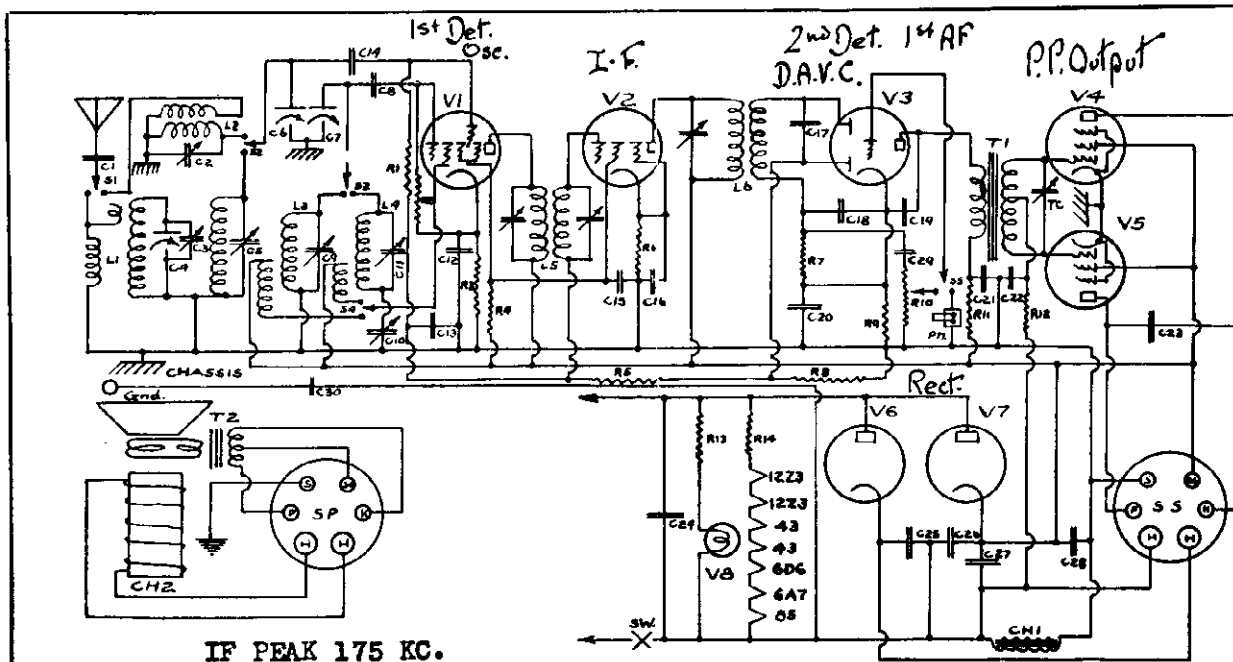 1st Det.
Osc.
I.F.
2nd Det. 1st AF
D.A.V.C.
P.P. Output
C14
C8
V1
V2
V3
V4
V5
L2
C2
S2
C6
C7
C1
S1
R1
C17
L6
T1
TC
L1
C4
C3
C5
L3
S3
L4
C9
C11
S4
C10
C12
R3
R4
C13
L5
R6
C15
C16
C18
C19
R7
C29
C20
R10
S5
PH.
R9
C21
C22
R11
R12
C23
CHASSIS
Gnd.
C30
R5
R8
Rect.
T2
S
M
P
SP
K
H
H
CH2
C24
R13
R14
V8
12Z3
12Z3
43
43
6D6
6A7
85
V6
V7
C25
C26
C27
C28
S
M
P
SS
K
H
H
SW.
CH1
IF PEAK 175 KC.